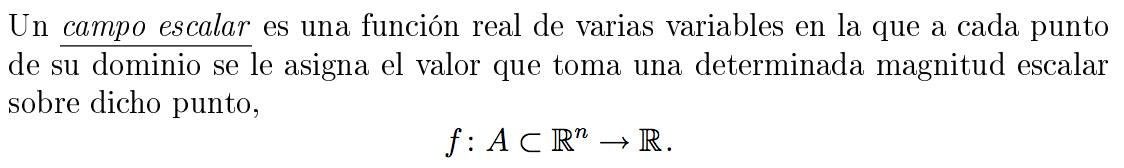 Un campo escalar es una función real de varias variables en la que a cada punto
de su dominio se le asigna el valor que toma una determinada magnitud escalar
sobre dicho punto,
f: A ⊂ ℝⁿ → ℝ.